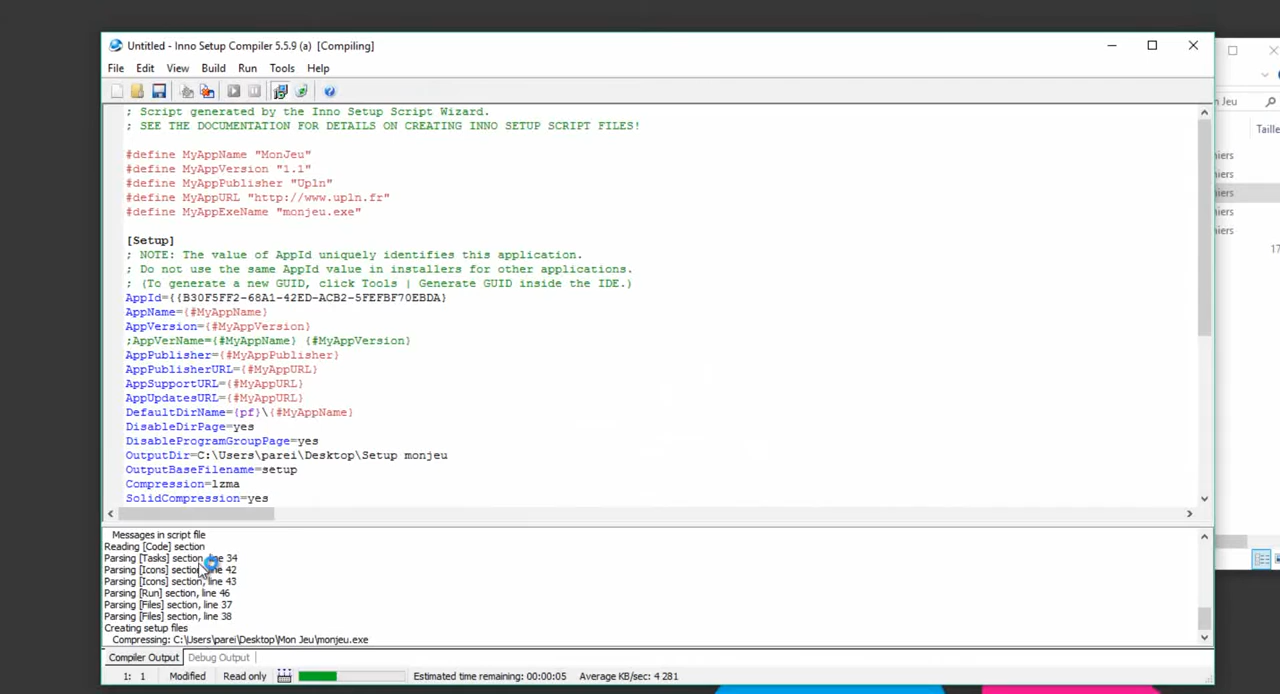 Untitled - Inno Setup Compiler 5.5.9 (a) [Compiling]
File Edit View Build Run Tools Help
; Script generated by the Inno Setup Script Wizard.
; SEE THE DOCUMENTATION FOR DETAILS ON CREATING INNO SETUP SCRIPT FILES!
#define MyAppName "MonJeu"
#define MyAppVersion "1.1"
#define MyAppPublisher "Upln"
#define MyAppURL "http://www.upln.fr"
#define MyAppExeName "monjeu.exe"
[Setup]
; NOTE: The value of AppId uniquely identifies this application.
; Do not use the same AppId value in installers for other applications.
; (To generate a new GUID, click Tools | Generate GUID inside the IDE.)
AppId={{B30F5FF2-68A1-42ED-ACB2-5FEFBF70EBDA}
AppName={#MyAppName}
AppVersion={#MyAppVersion}
;AppVerName={#MyAppName} {#MyAppVersion}
AppPublisher={#MyAppPublisher}
AppPublisherURL={#MyAppURL}
AppSupportURL={#MyAppURL}
AppUpdatesURL={#MyAppURL}
DefaultDirName={pf}\{#MyAppName}
DisableDirPage=yes
DisableProgramGroupPage=yes
OutputDir=C:\Users\parei\Desktop\Setup monjeu
OutputBaseFilename=setup
Compression=lzma
SolidCompression=yes
Messages in script file
Reading [Code] section
Parsing [Tasks] section, line 34
Parsing [Icons] section, line 42
Parsing [Icons] section, line 43
Parsing [Run] section, line 46
Parsing [Files] section, line 37
Parsing [Files] section, line 38
Creating setup files
Compressing: C:\Users\parei\Desktop\Mon Jeu\monjeu.exe
Compiler Output Debug Output
1: 1 Modified Read only Estimated time remaining: 00:00:05 Average KB/sec: 4 281
n Jeu
Taille
hiers
hiers
hiers
hiers
hiers
17